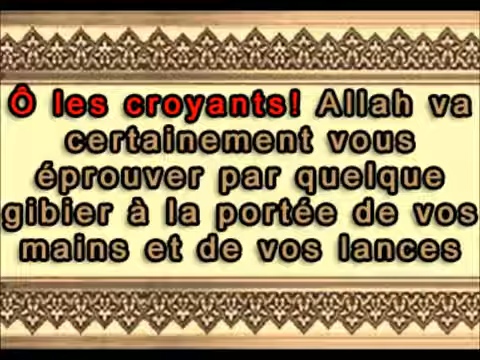 Ô les croyants! Allah va
certainement vous
éprouver par quelque
gibier à la portée de vos
mains et de vos lances